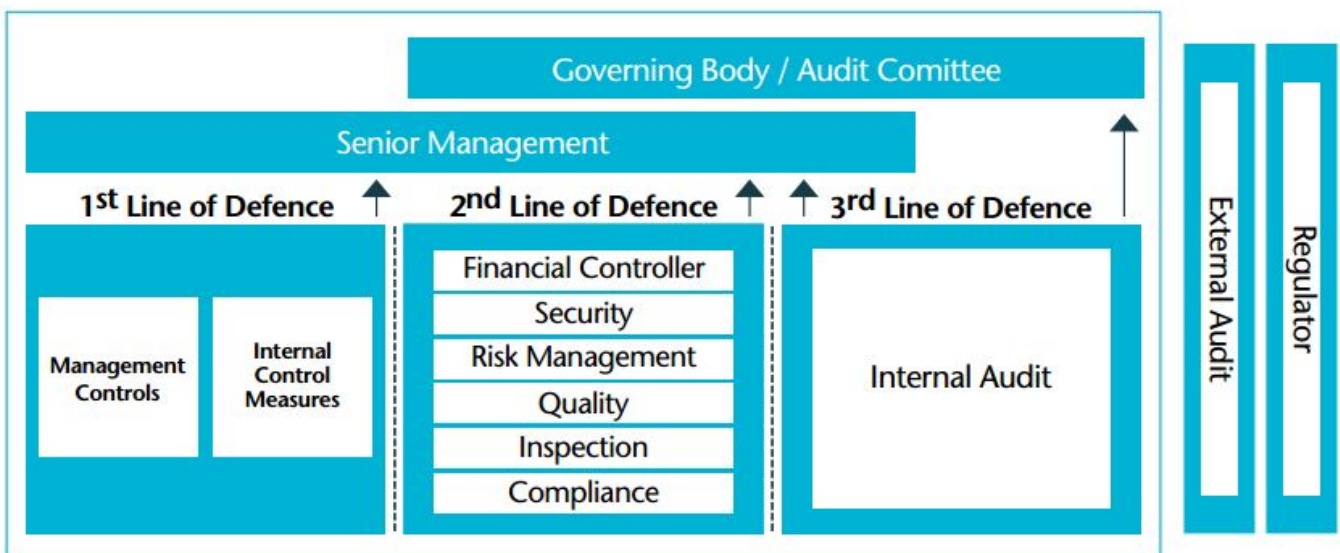 Governing Body / Audit Comittee
Senior Management
1st Line of Defence
2nd Line of Defence
3rd Line of Defence
Management
Controls
Internal
Control
Measures
Financial Controller
Security
Risk Management
Quality
Inspection
Compliance
Internal Audit
External Audit
Regulator